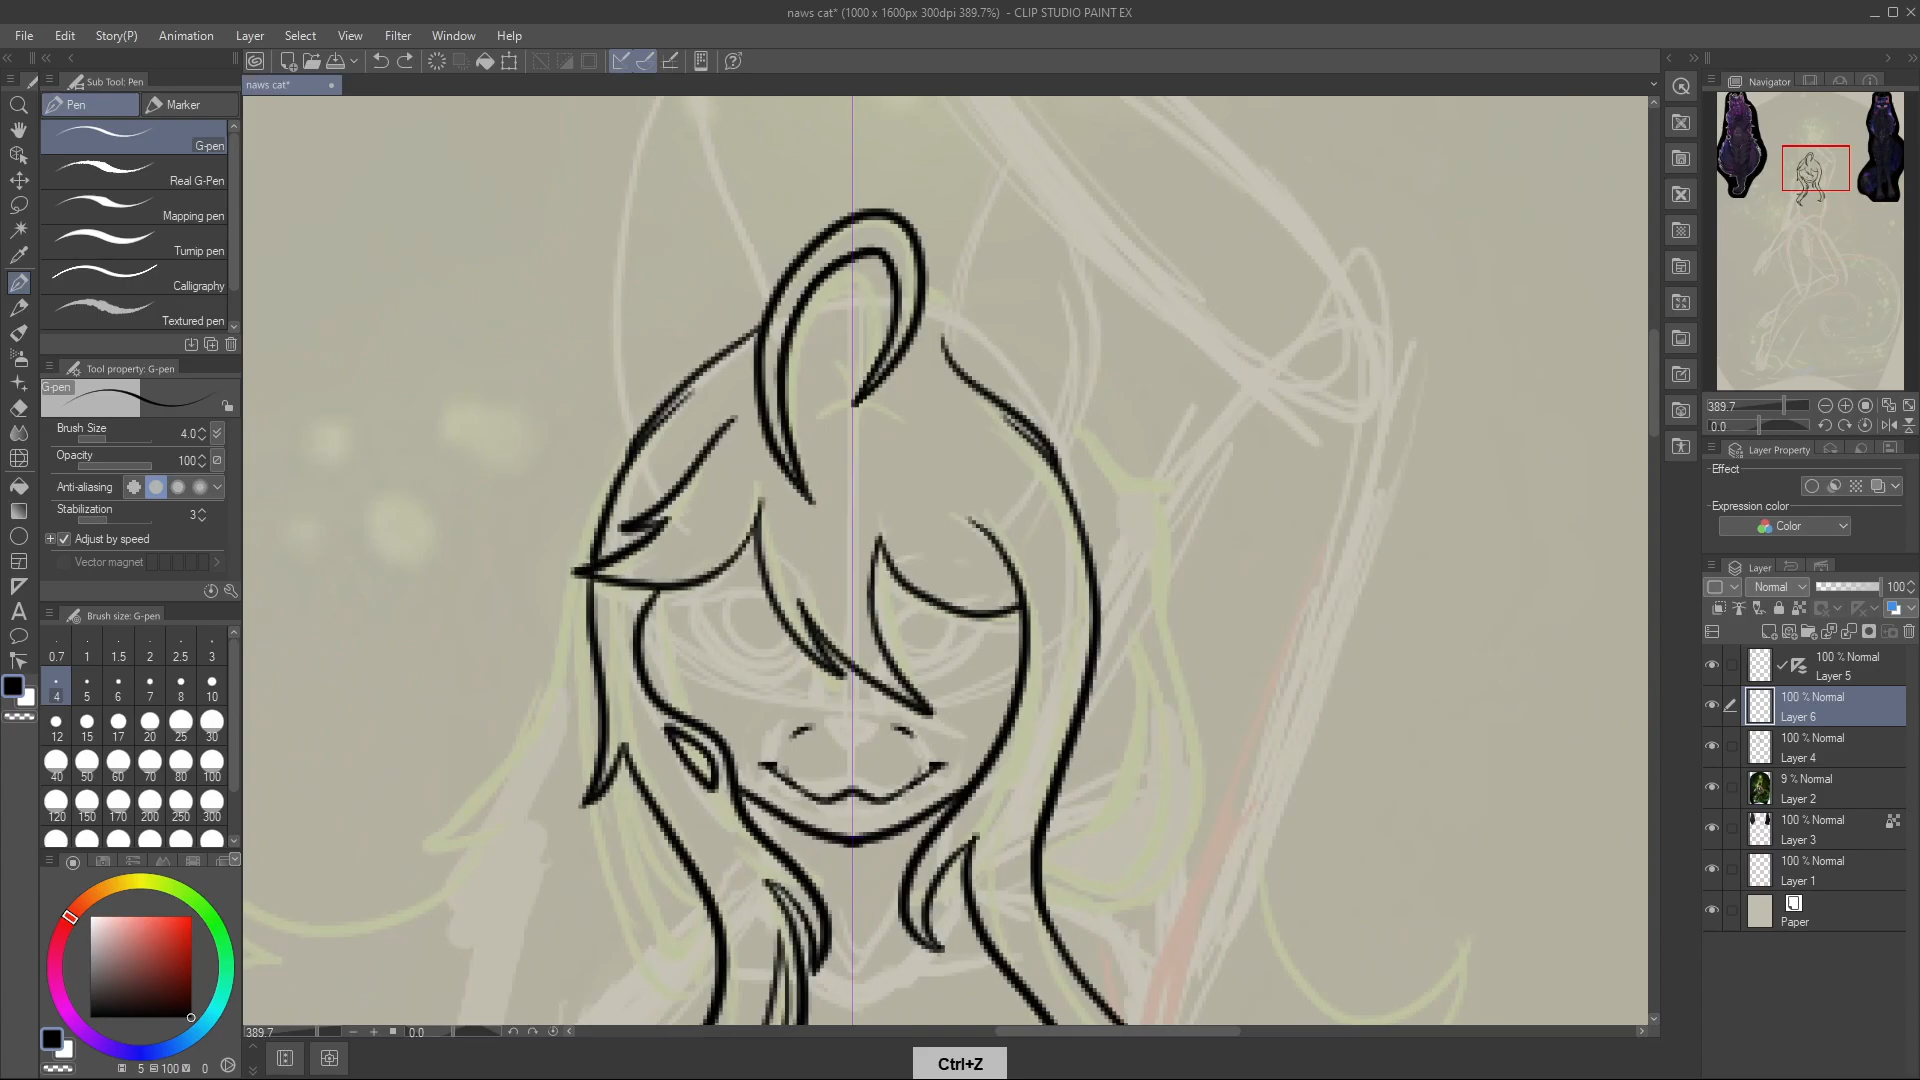 naws cat* (1000 x 1600px 300dpi 389.7%) - CLIP STUDIO PAINT EX
File Edit Story(P) Animation Layer Select View Filter Window Help
Sub Tool: Pen
Pen Marker
G-pen
Real G-Pen
Mapping pen
Turnip pen
Calligraphy
Textured pen
Tool property: G-pen
G-pen
Brush Size 4.0
Opacity 100
Anti-aliasing
Stabilization 3
Adjust by speed
Vector magnet
Brush size: G-pen
0.7 1 1.5 2 2.5 3
4 5 6 7 8 10
12 15 17 20 25 30
40 50 60 70 80 100
120 150 170 200 250 300
H 5 S 100 V 0
naws cat*
389.7 0.0
Ctrl+Z
Navigator
389.7
0.0
Layer Property
Effect
Expression color
Color
Layer
Normal 100
100 % Normal
Layer 5
100 % Normal
Layer 6
100 % Normal
Layer 4
9 % Normal
Layer 2
100 % Normal
Layer 3
100 % Normal
Layer 1
Paper